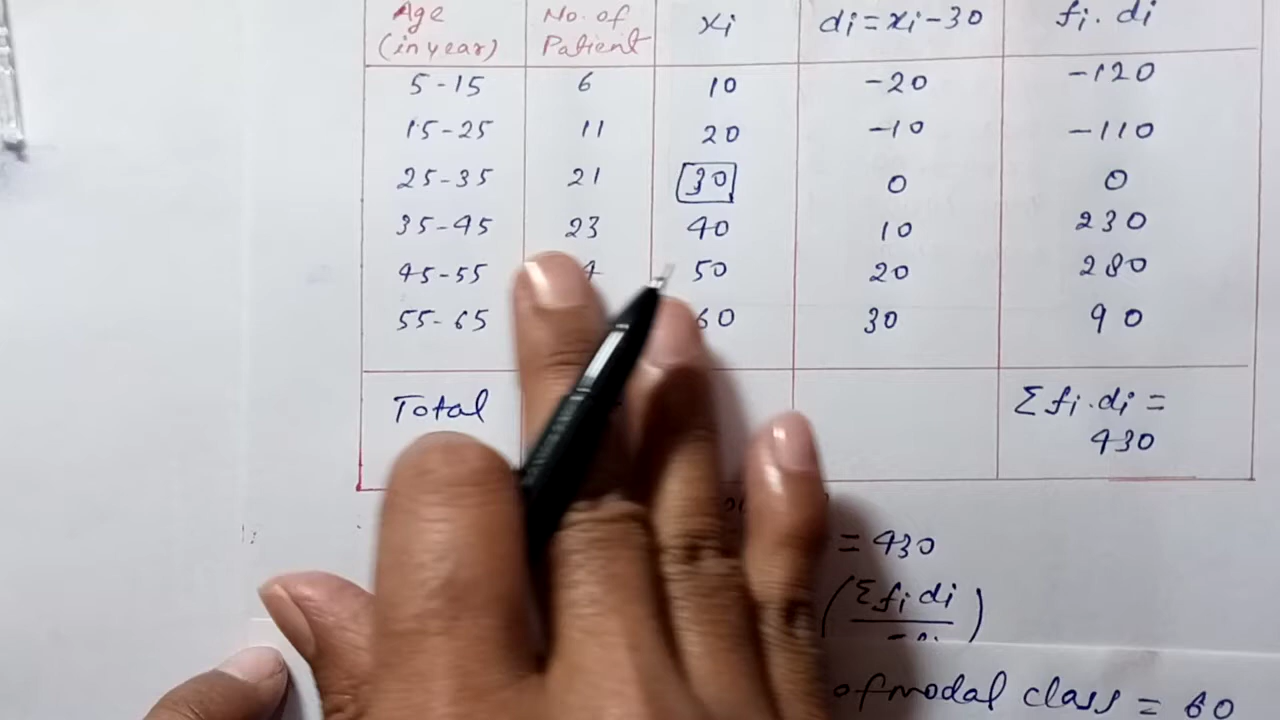 Age (in year) No. of Patient xi di = xi - 30 fi. di
5 - 15 6 10 -20 -120
15 - 25 11 20 -10 -110
25 - 35 21 30 0 0
35 - 45 23 40 10 230
45 - 55 50 20 280
55 - 65 60 30 90
Total Σ fi. di = 430
= 430
(Σ fi di
of modal class = 60